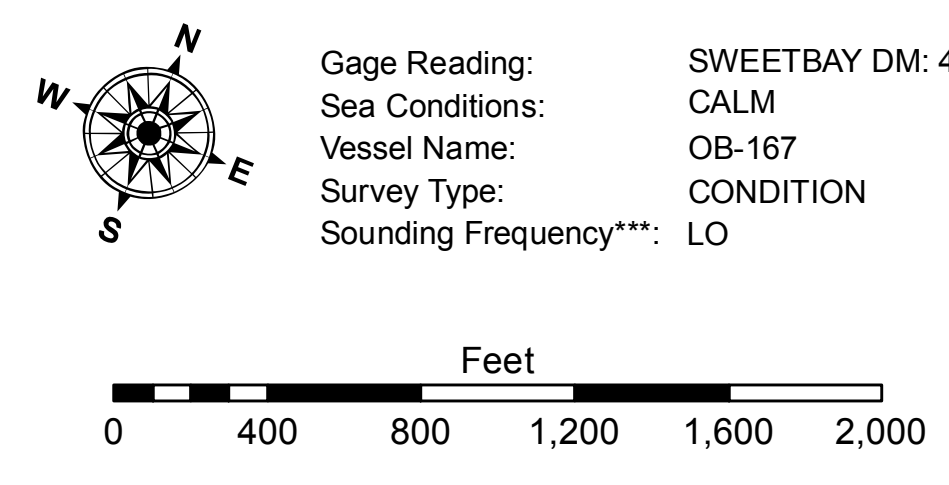 N
W
E
S
Gage Reading: SWEETBAY DM: 4
Sea Conditions: CALM
Vessel Name: OB-167
Survey Type: CONDITION
Sounding Frequency***: LO
Feet
0 400 800 1,200 1,600 2,000